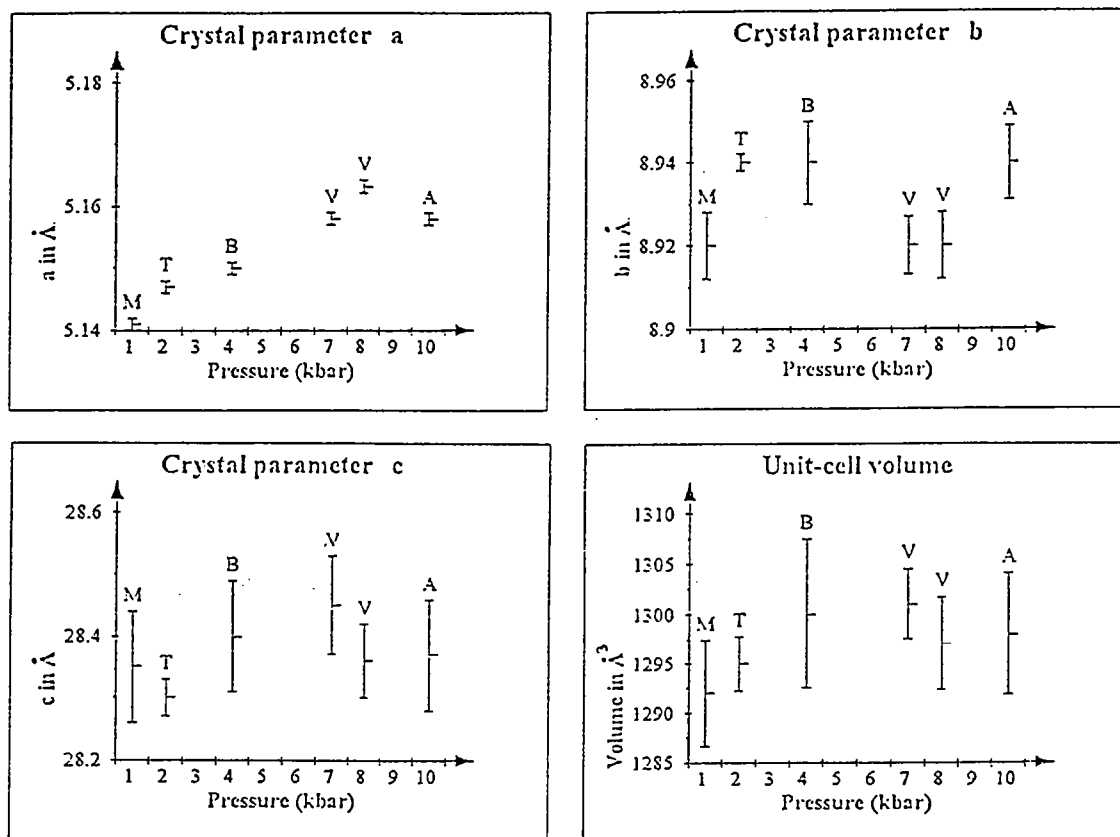 Crystal parameter a
5.18
5.16
5.14
a in Å.
M
T
B
V
V
A
1 2 3 4 5 6 7 8 9 10
Pressure (kbar)
Crystal parameter b
8.96
8.94
8.92
8.9
b in Å.
M
T
B
V
V
A
1 2 3 4 5 6 7 8 9 10
Pressure (kbar)
Crystal parameter c
28.6
28.4
28.2
c in Å
M
T
B
V
V
A
1 2 3 4 5 6 7 8 9 10
Pressure (kbar)
Unit-cell volume
1310
1305
1300
1295
1290
1285
Volume in Å³
M
T
B
V
V
A
1 2 3 4 5 6 7 8 9 10
Pressure (kbar)